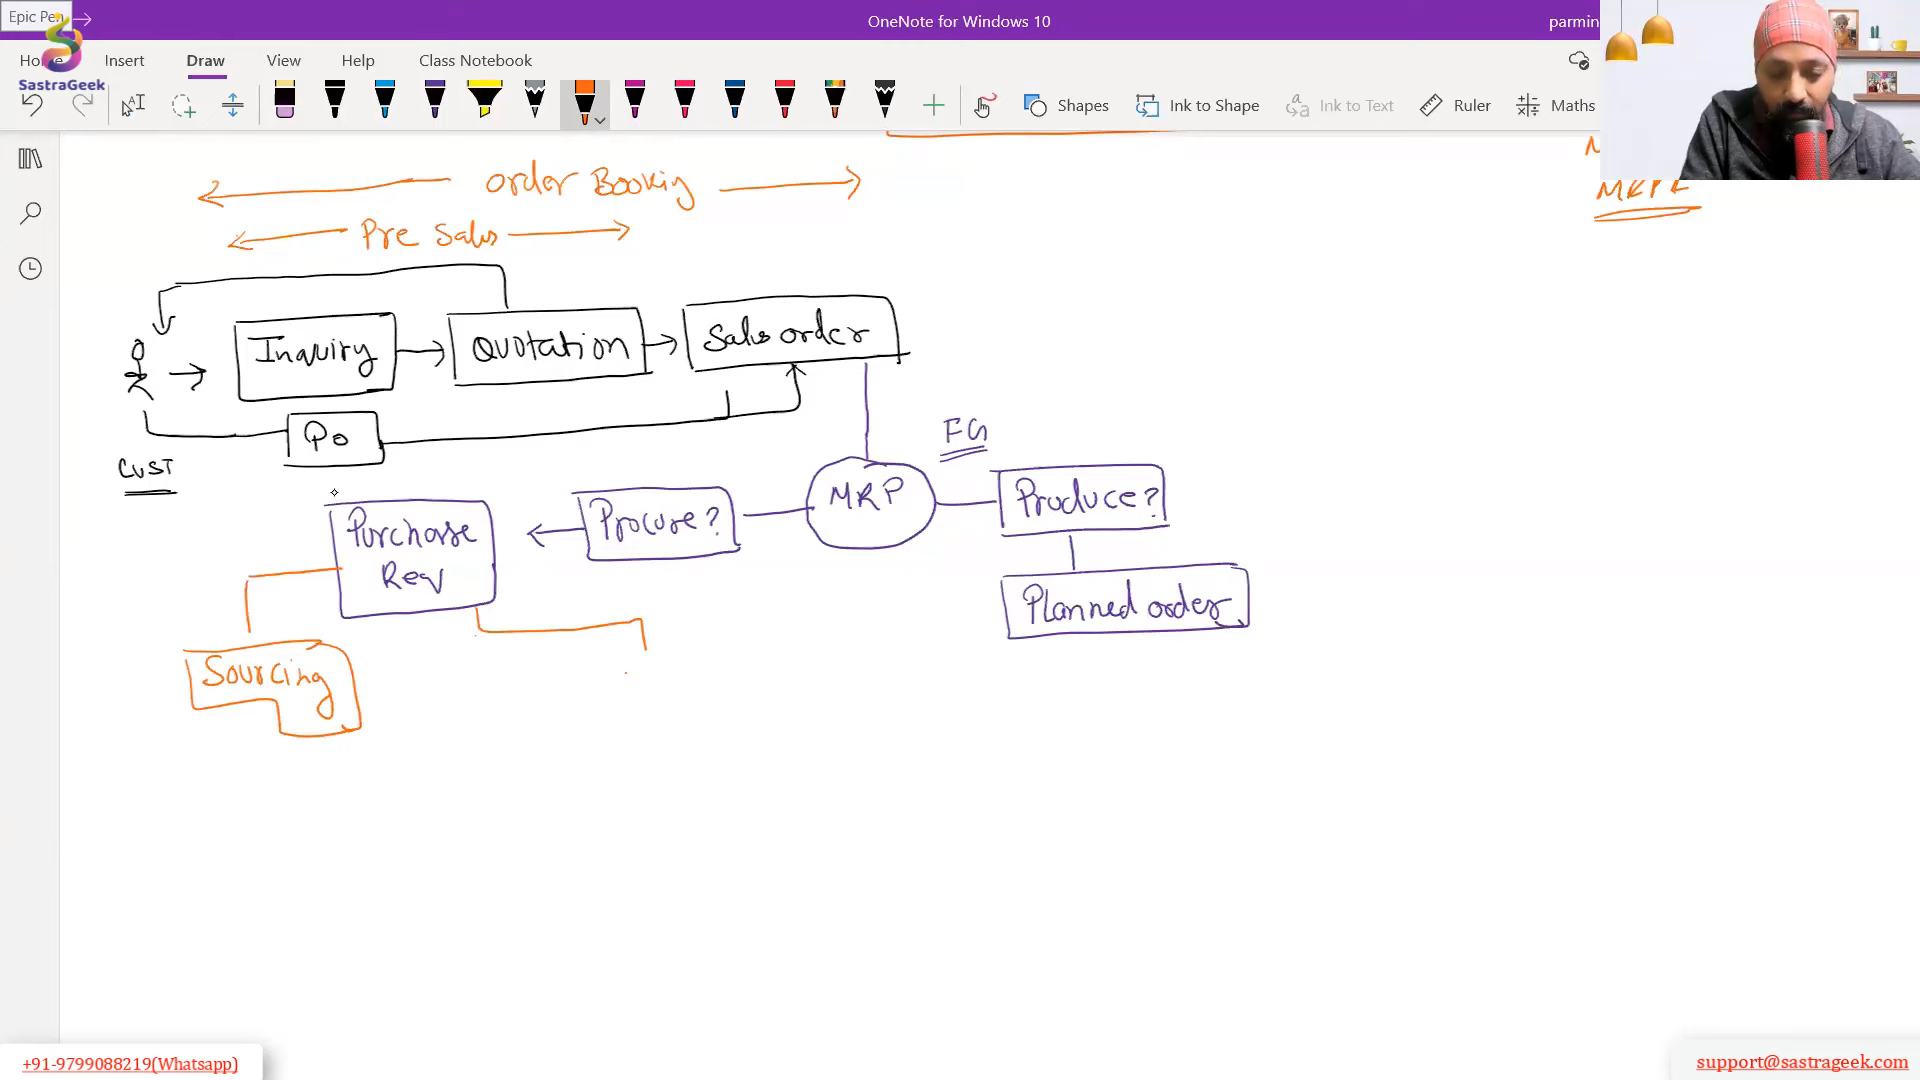 Epic Pen
OneNote for Windows 10
parmin
SastraGeek
Insert
Draw
View
Help
Class Notebook
Shapes
Ink to Shape
Ink to Text
Ruler
Maths
order Booking
Pre Sales
Inquiry
Quotation
Sales order
PO
CUST
FG
MRP
Produce?
Procure?
Purchase
Req
Planned order
Sourcing
+91-9799088219(Whatsapp)
support@sastrageek.com